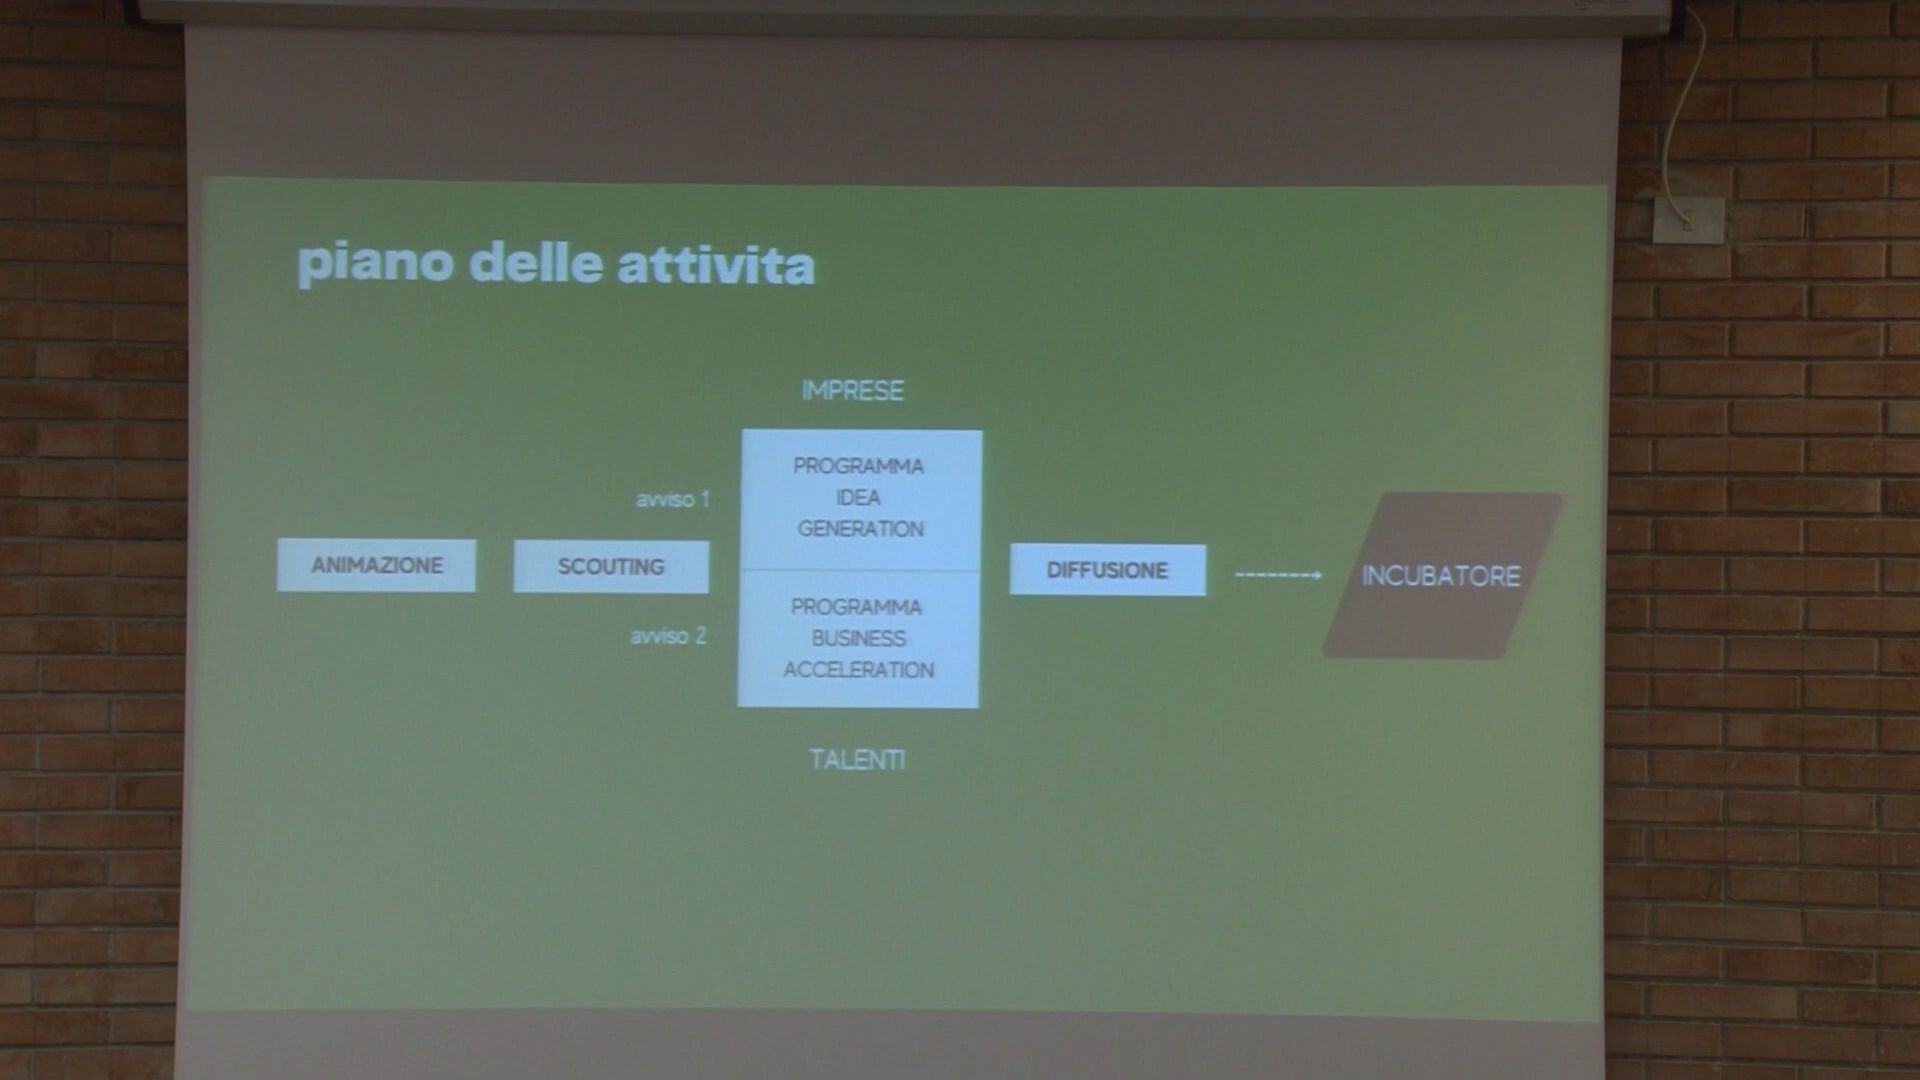 piano delle attivita
IMPRESE
avviso 1
PROGRAMMA
IDEA
GENERATION
ANIMAZIONE
SCOUTING
DIFFUSIONE
INCUBATORE
avviso 2
PROGRAMMA
BUSINESS
ACCELERATION
TALENTI